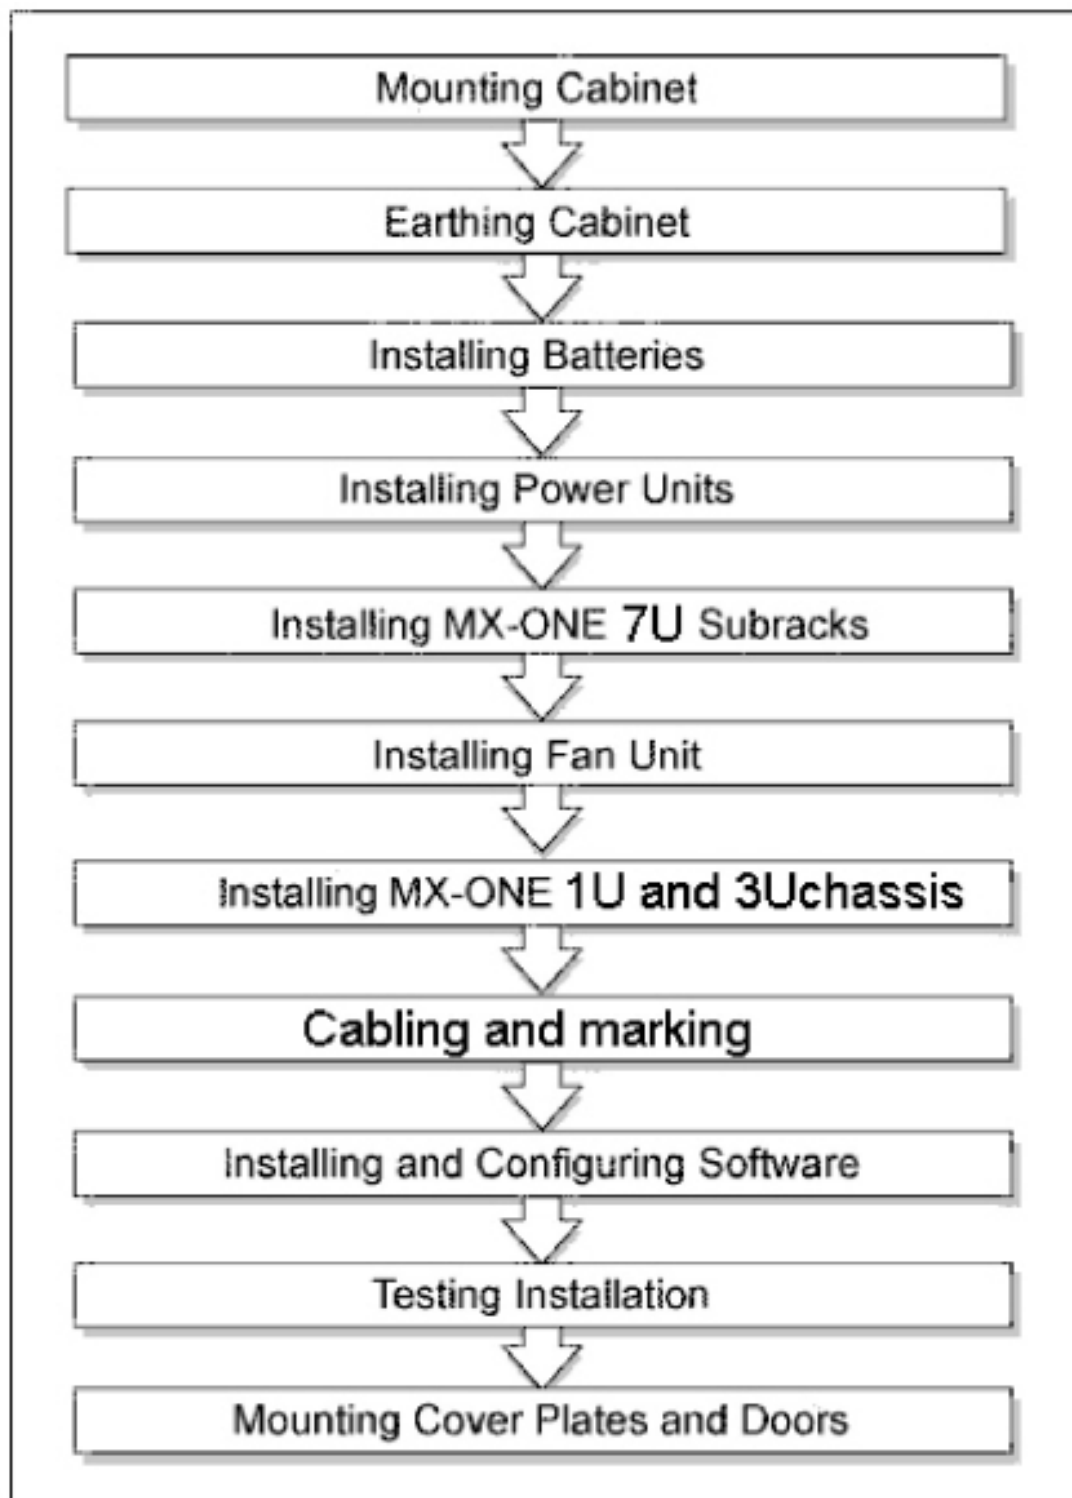 Mounting Cabinet
Earthing Cabinet
Installing Batteries
Installing Power Units
Installing MX-ONE 7U Subracks
Installing Fan Unit
Installing MX-ONE 1U and 3Uchassis
Cabling and marking
Installing and Configuring Software
Testing Installation
Mounting Cover Plates and Doors